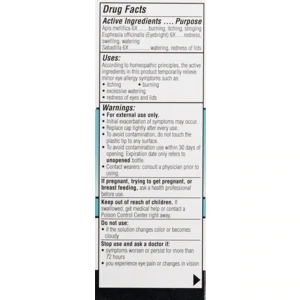 Drug Facts
Active Ingredients .... Purpose
Apis mellifica 6X ..... burning, itching, stinging
Euphrasia officinalis (Eyebright) 6X .... redness,
swelling, watering
Sabadilla 6X ............ watering, redness of lids
Uses:
According to homeopathic principles, the active
ingredients in this product temporarily relieve
minor eye allergy symptoms such as:
• itching • burning
• excessive watering
• redness of eyes and lids
Warnings:
• For external use only.
• Initial exacerbation of symptoms may occur.
• Replace cap tightly after every use.
• To avoid contamination, do not touch the
plastic tip to any surface.
• To avoid contamination use within 30 days of
opening. Expiration date only refers to
unopened bottle.
• Contact wearers: consult a physician prior to
using.
If pregnant, trying to get pregnant, or
breast feeding, ask a health professional
before use.
Keep out of reach of children. If
swallowed, get medical help or contact a
Poison Control Center right away.
Do not use:
• if the solution changes color or becomes
cloudy
Stop use and ask a doctor if:
• symptoms worsen or persist for more than
72 hours
• you experience eye pain or changes in vision